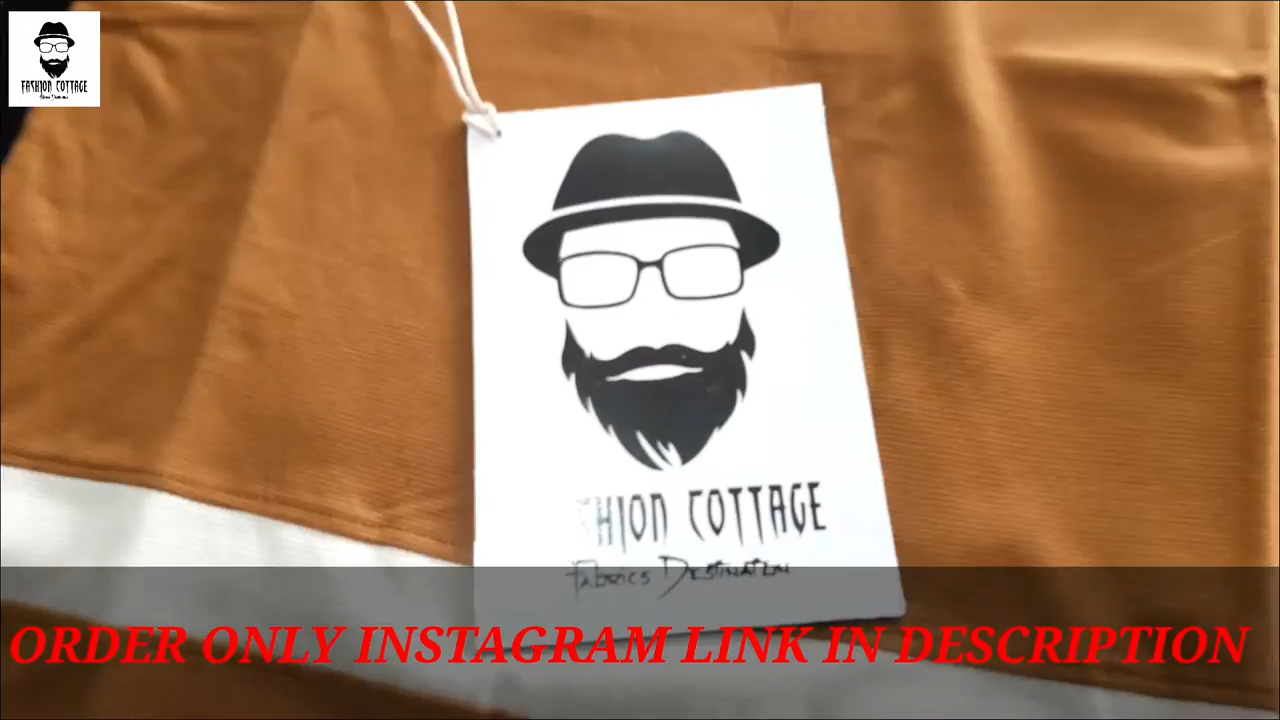 FASHION COTTAGE
HION COTTAGE
Fabrics Destination
ORDER ONLY INSTAGRAM LINK IN DESCRIPTION